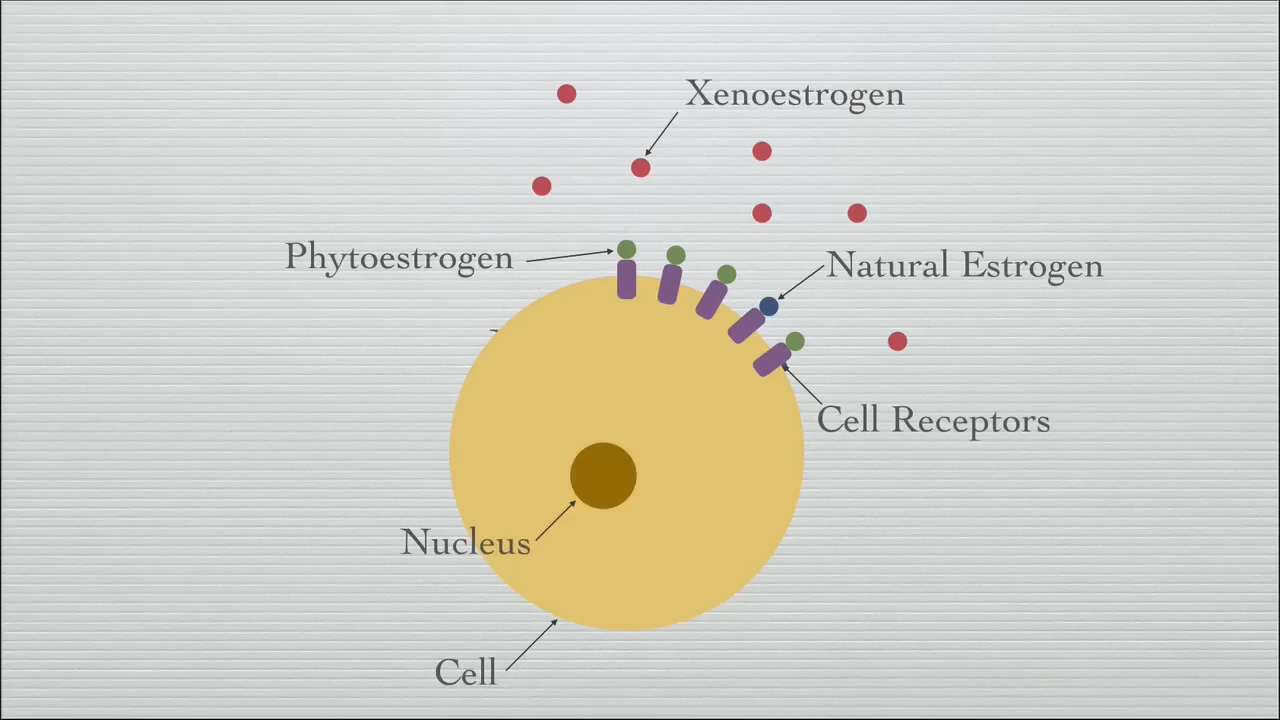 Xenoestrogen
Phytoestrogen
Natural Estrogen
Cell Receptors
Nucleus
Cell